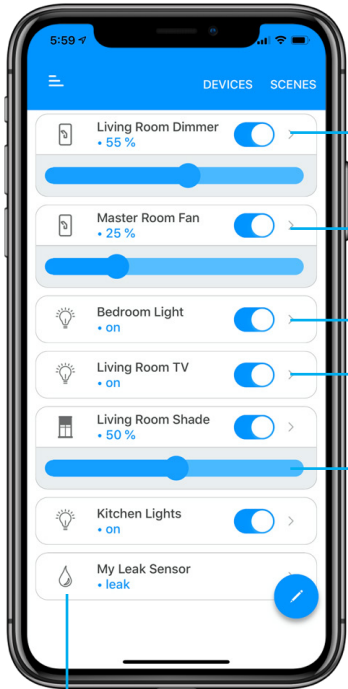 5:59
DEVICES SCENES
Living Room Dimmer
• 55 %
Master Room Fan
• 25 %
Bedroom Light
• on
Living Room TV
• on
Living Room Shade
• 50 %
Kitchen Lights
• on
My Leak Sensor
• leak